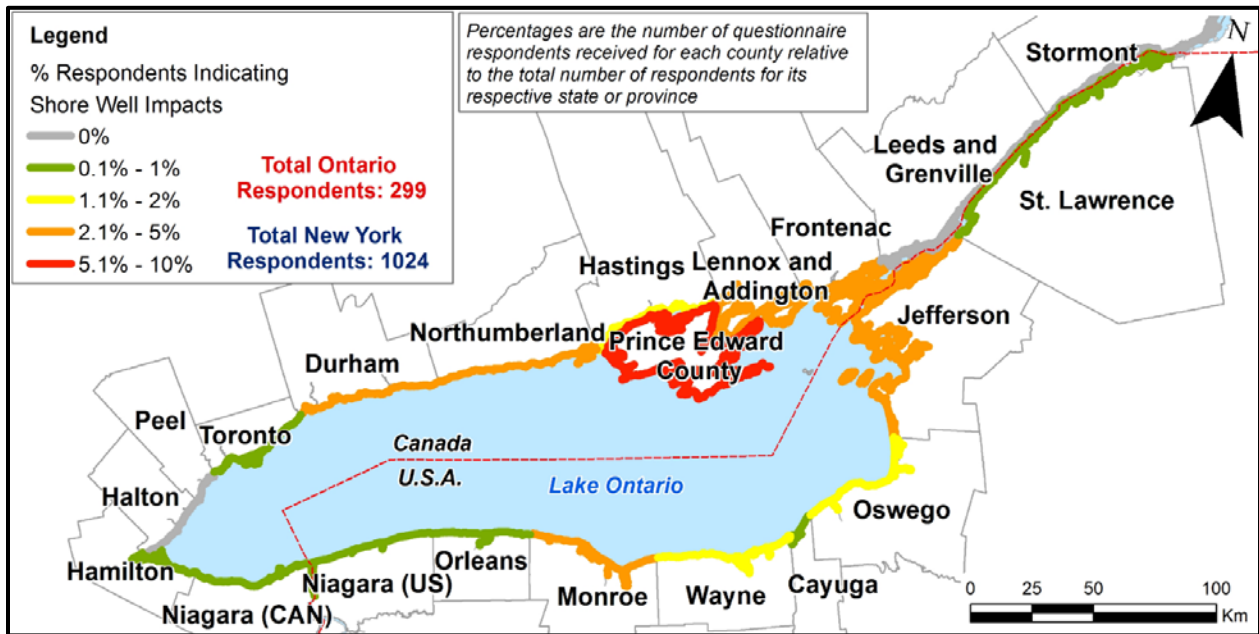 Legend
% Respondents Indicating
Shore Well Impacts
0%
0.1% - 1%
1.1% - 2%
2.1% - 5%
5.1% - 10%
Total Ontario
Respondents: 299
Total New York
Respondents: 1024
Percentages are the number of questionnaire
respondents received for each county relative
to the total number of respondents for its
respective state or province
N
Stormont
Leeds and
Grenville
St. Lawrence
Frontenac
Hastings
Lennox and
Addington
Jefferson
Northumberland
Prince Edward
County
Durham
Peel
Toronto
Canada
U.S.A.
Lake Ontario
Halton
Oswego
Hamilton
Niagara (CAN)
Niagara (US)
Orleans
Monroe
Wayne
Cayuga
0 25 50 100
Km